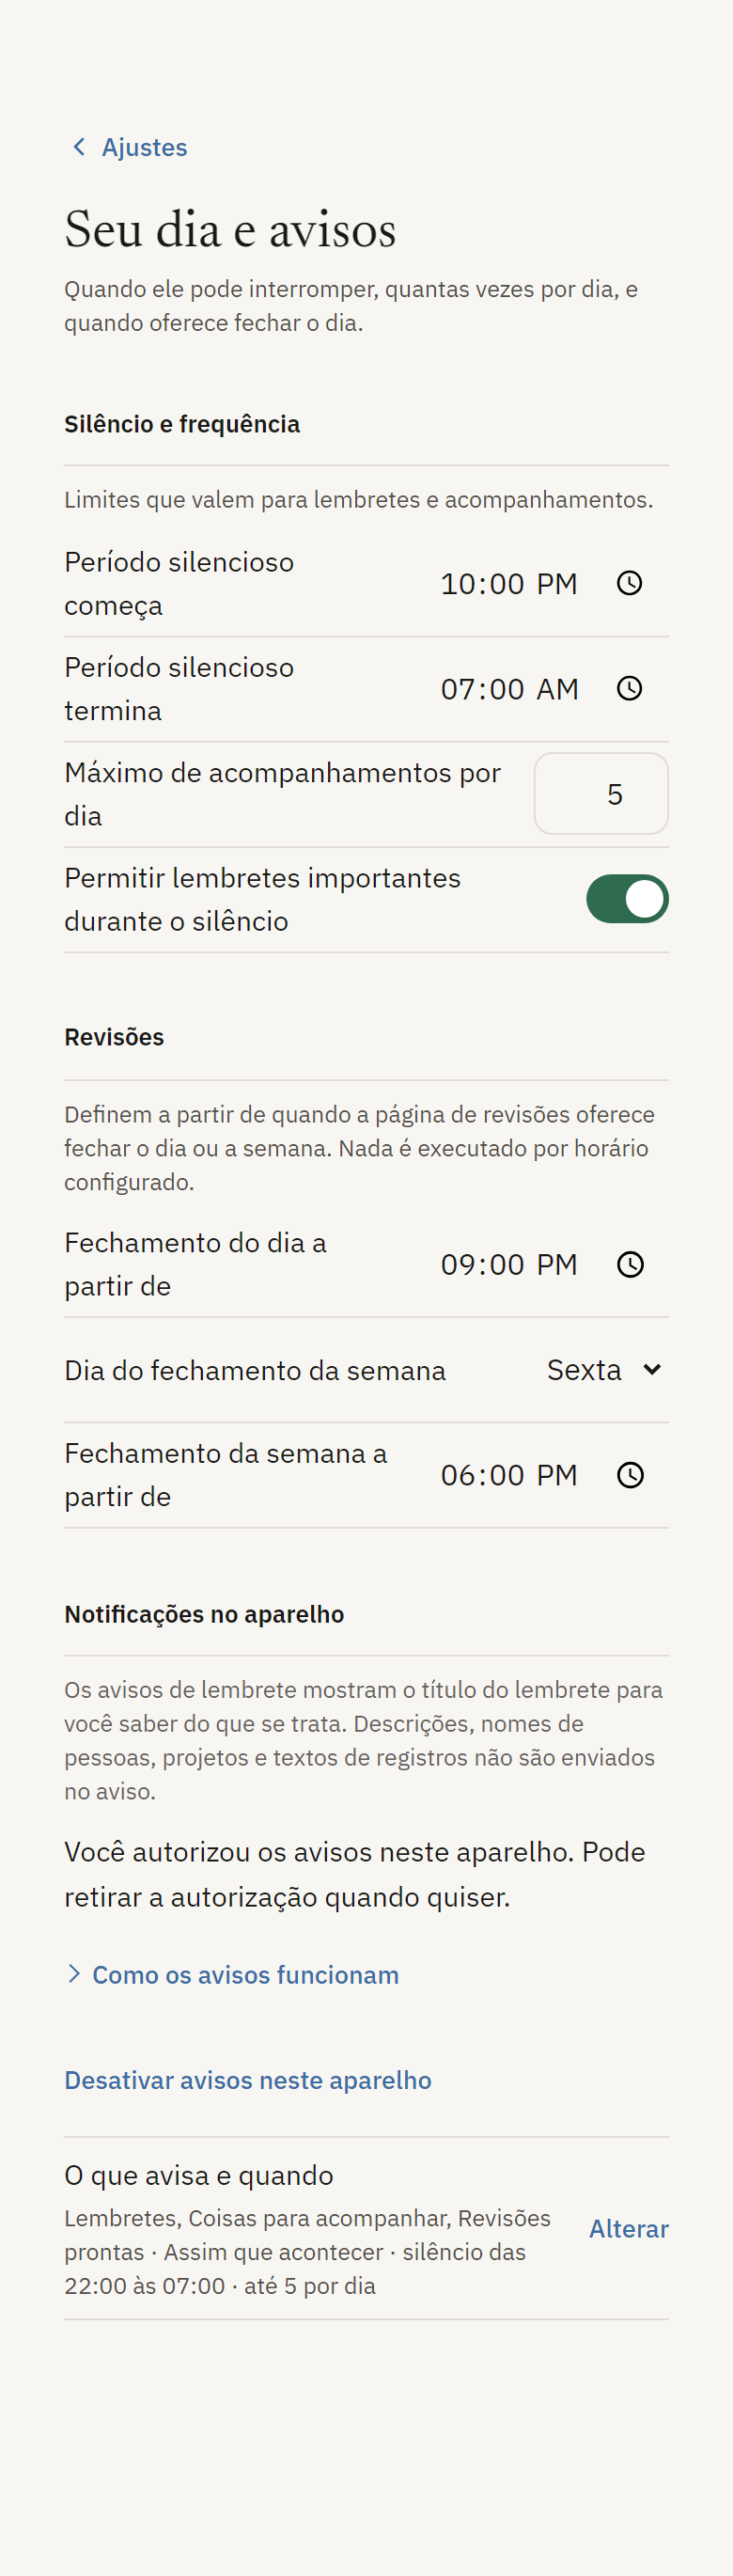 Ajustes
Seu dia e avisos
Quando ele pode interromper, quantas vezes por dia, e
quando oferece fechar o dia.
Silêncio e frequência
Limites que valem para lembretes e acompanhamentos.
Período silencioso
começa
10:00 PM
Período silencioso
termina
07:00 AM
Máximo de acompanhamentos por
dia
5
Permitir lembretes importantes
durante o silêncio
Revisões
Definem a partir de quando a página de revisões oferece
fechar o dia ou a semana. Nada é executado por horário
configurado.
Fechamento do dia a
partir de
09:00 PM
Dia do fechamento da semana
Sexta
Fechamento da semana a
partir de
06:00 PM
Notificações no aparelho
Os avisos de lembrete mostram o título do lembrete para
você saber do que se trata. Descrições, nomes de
pessoas, projetos e textos de registros não são enviados
no aviso.
Você autorizou os avisos neste aparelho. Pode
retirar a autorização quando quiser.
Como os avisos funcionam
Desativar avisos neste aparelho
O que avisa e quando
Lembretes, Coisas para acompanhar, Revisões
prontas · Assim que acontecer · silêncio das
22:00 às 07:00 · até 5 por dia
Alterar